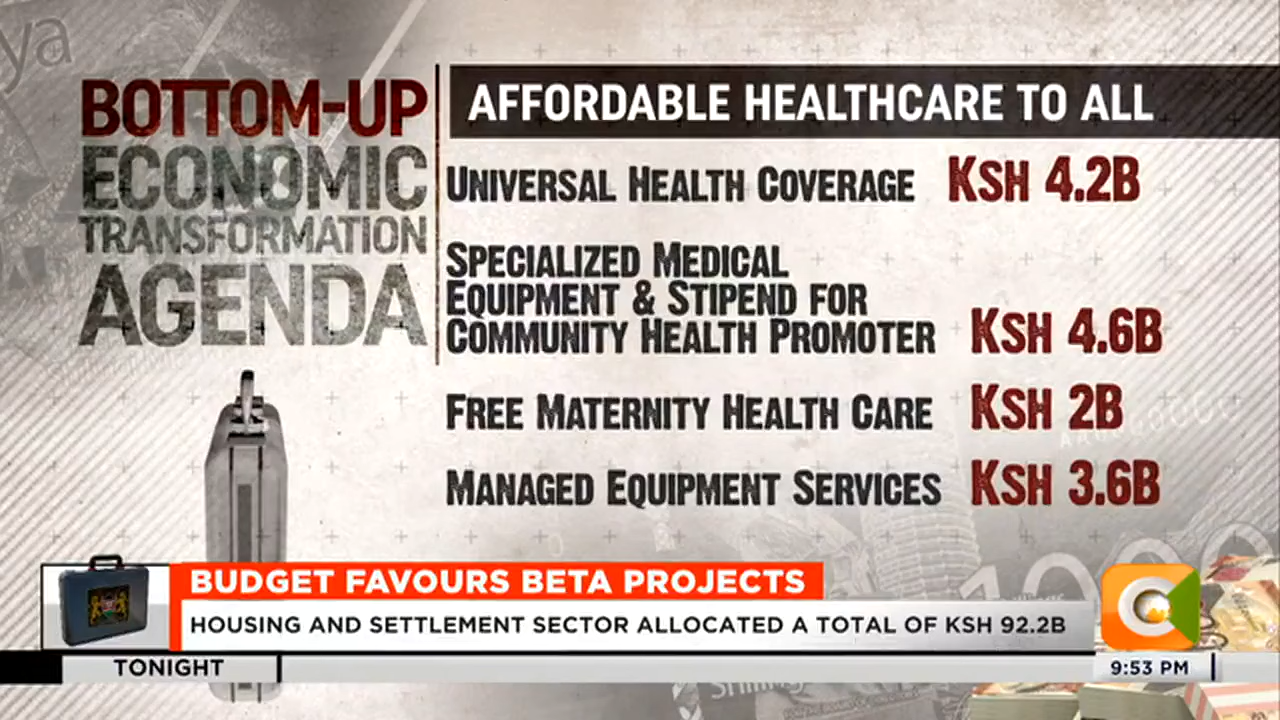 ya
BOTTOM-UP
ECONOMIC
TRANSFORMATION
AGENDA
AFFORDABLE HEALTHCARE TO ALL
UNIVERSAL HEALTH COVERAGE KSH 4.2B
SPECIALIZED MEDICAL
EQUIPMENT & STIPEND FOR
COMMUNITY HEALTH PROMOTER KSH 4.6B
FREE MATERNITY HEALTH CARE KSH 2B
MANAGED EQUIPMENT SERVICES KSH 3.6B
BUDGET FAVOURS BETA PROJECTS
HOUSING AND SETTLEMENT SECTOR ALLOCATED A TOTAL OF KSH 92.2B
TONIGHT
9:53 PM